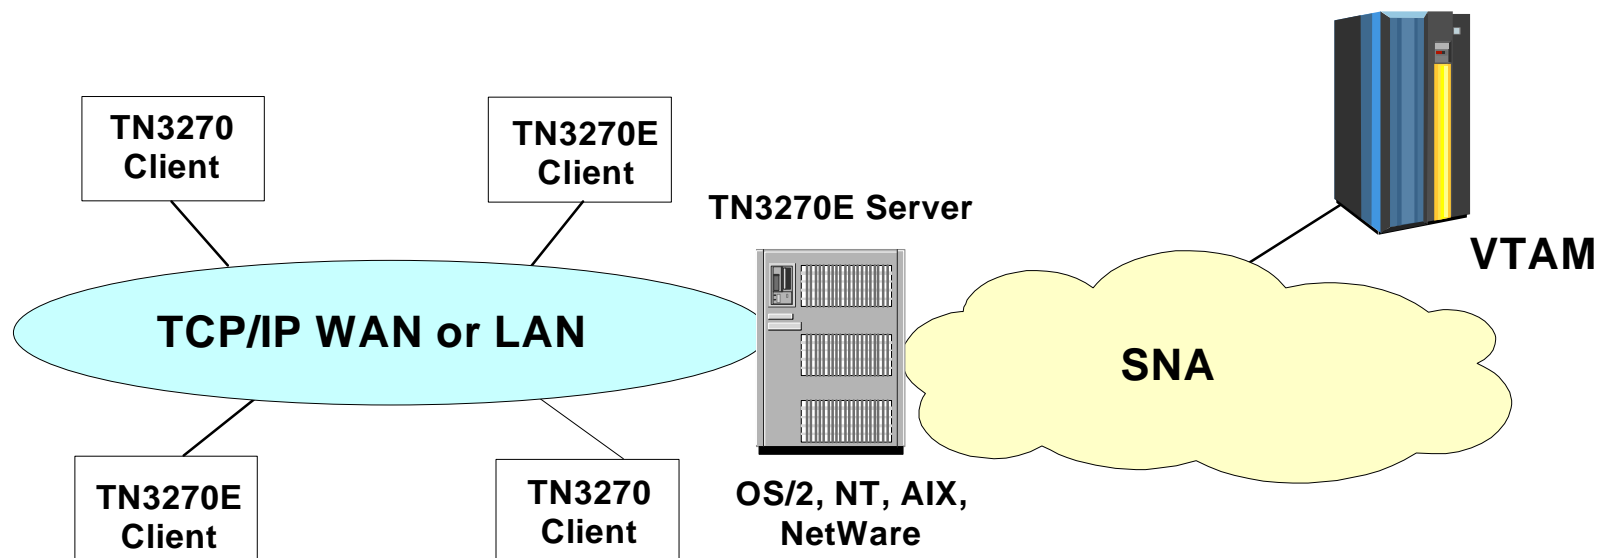 TN3270
Client
TN3270E
Client
TN3270E Server
VTAM
TCP/IP WAN or LAN
SNA
TN3270E
Client
TN3270
Client
OS/2, NT, AIX,
NetWare